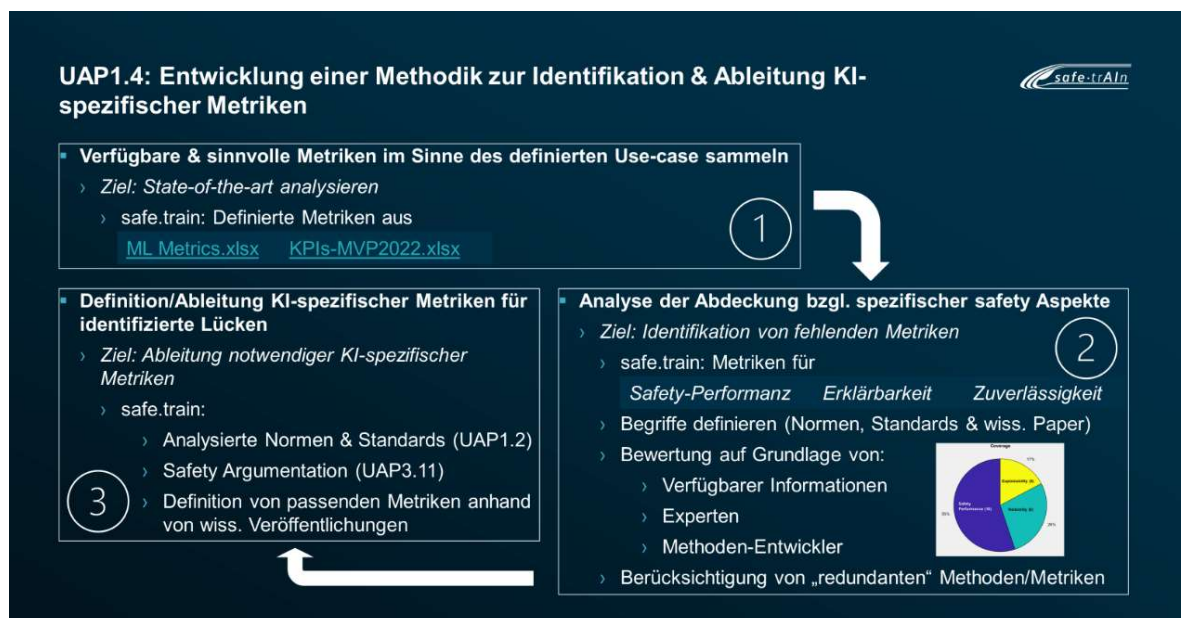 UAP1.4: Entwicklung einer Methodik zur Identifikation & Ableitung KI-
spezifischer Metriken
safe.trAIn
▪ Verfügbare & sinnvolle Metriken im Sinne des definierten Use-case sammeln
› Ziel: State-of-the-art analysieren
› safe.train: Definierte Metriken aus
ML Metrics.xlsx KPIs-MVP2022.xlsx
1
▪ Analyse der Abdeckung bzgl. spezifischer safety Aspekte
› Ziel: Identifikation von fehlenden Metriken
2
› safe.train: Metriken für
Safety-Performanz Erklärbarkeit Zuverlässigkeit
› Begriffe definieren (Normen, Standards & wiss. Paper)
› Bewertung auf Grundlage von:
› Verfügbarer Informationen
› Experten
› Methoden-Entwickler
› Berücksichtigung von „redundanten“ Methoden/Metriken
Coverage
17%
Safety
▪ Definition/Ableitung KI-spezifischer Metriken für
identifizierte Lücken
› Ziel: Ableitung notwendiger KI-spezifischer
Metriken
› safe.train:
› Analysierte Normen & Standards (UAP1.2)
› Safety Argumentation (UAP3.11)
› Definition von passenden Metriken anhand
von wiss. Veröffentlichungen
3